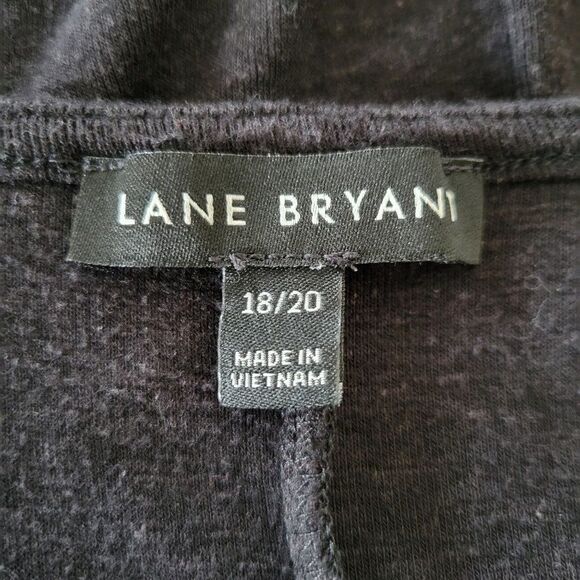 LANE BRYANT
18/20
MADE IN
VIETNAM